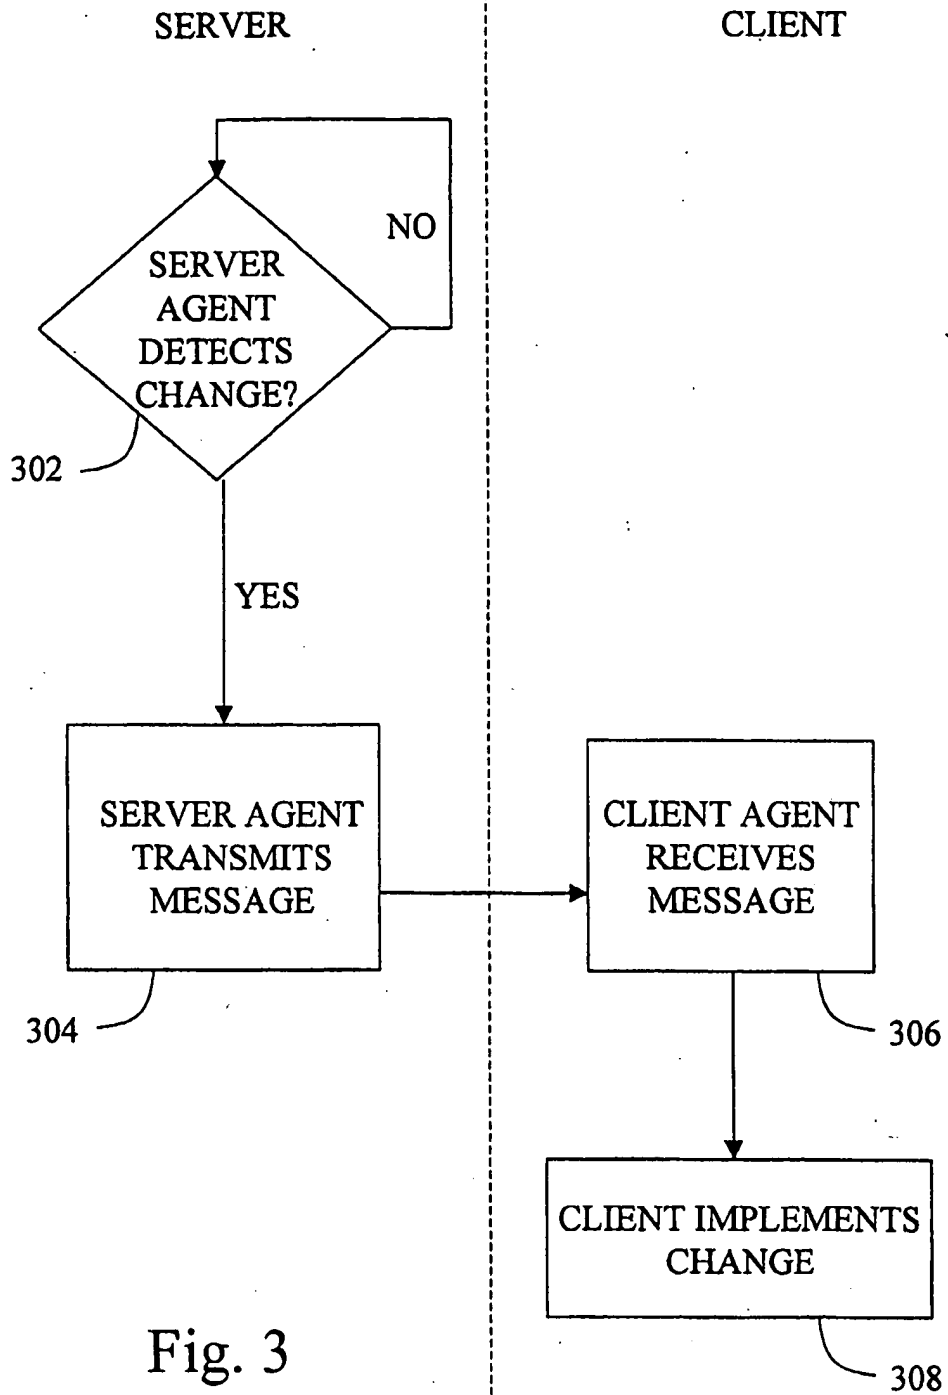 SERVER
CLIENT
NO
SERVER
AGENT
DETECTS
CHANGE?
302
YES
SERVER AGENT
TRANSMITS
MESSAGE
304
CLIENT AGENT
RECEIVES
MESSAGE
306
CLIENT IMPLEMENTS
CHANGE
308
Fig. 3